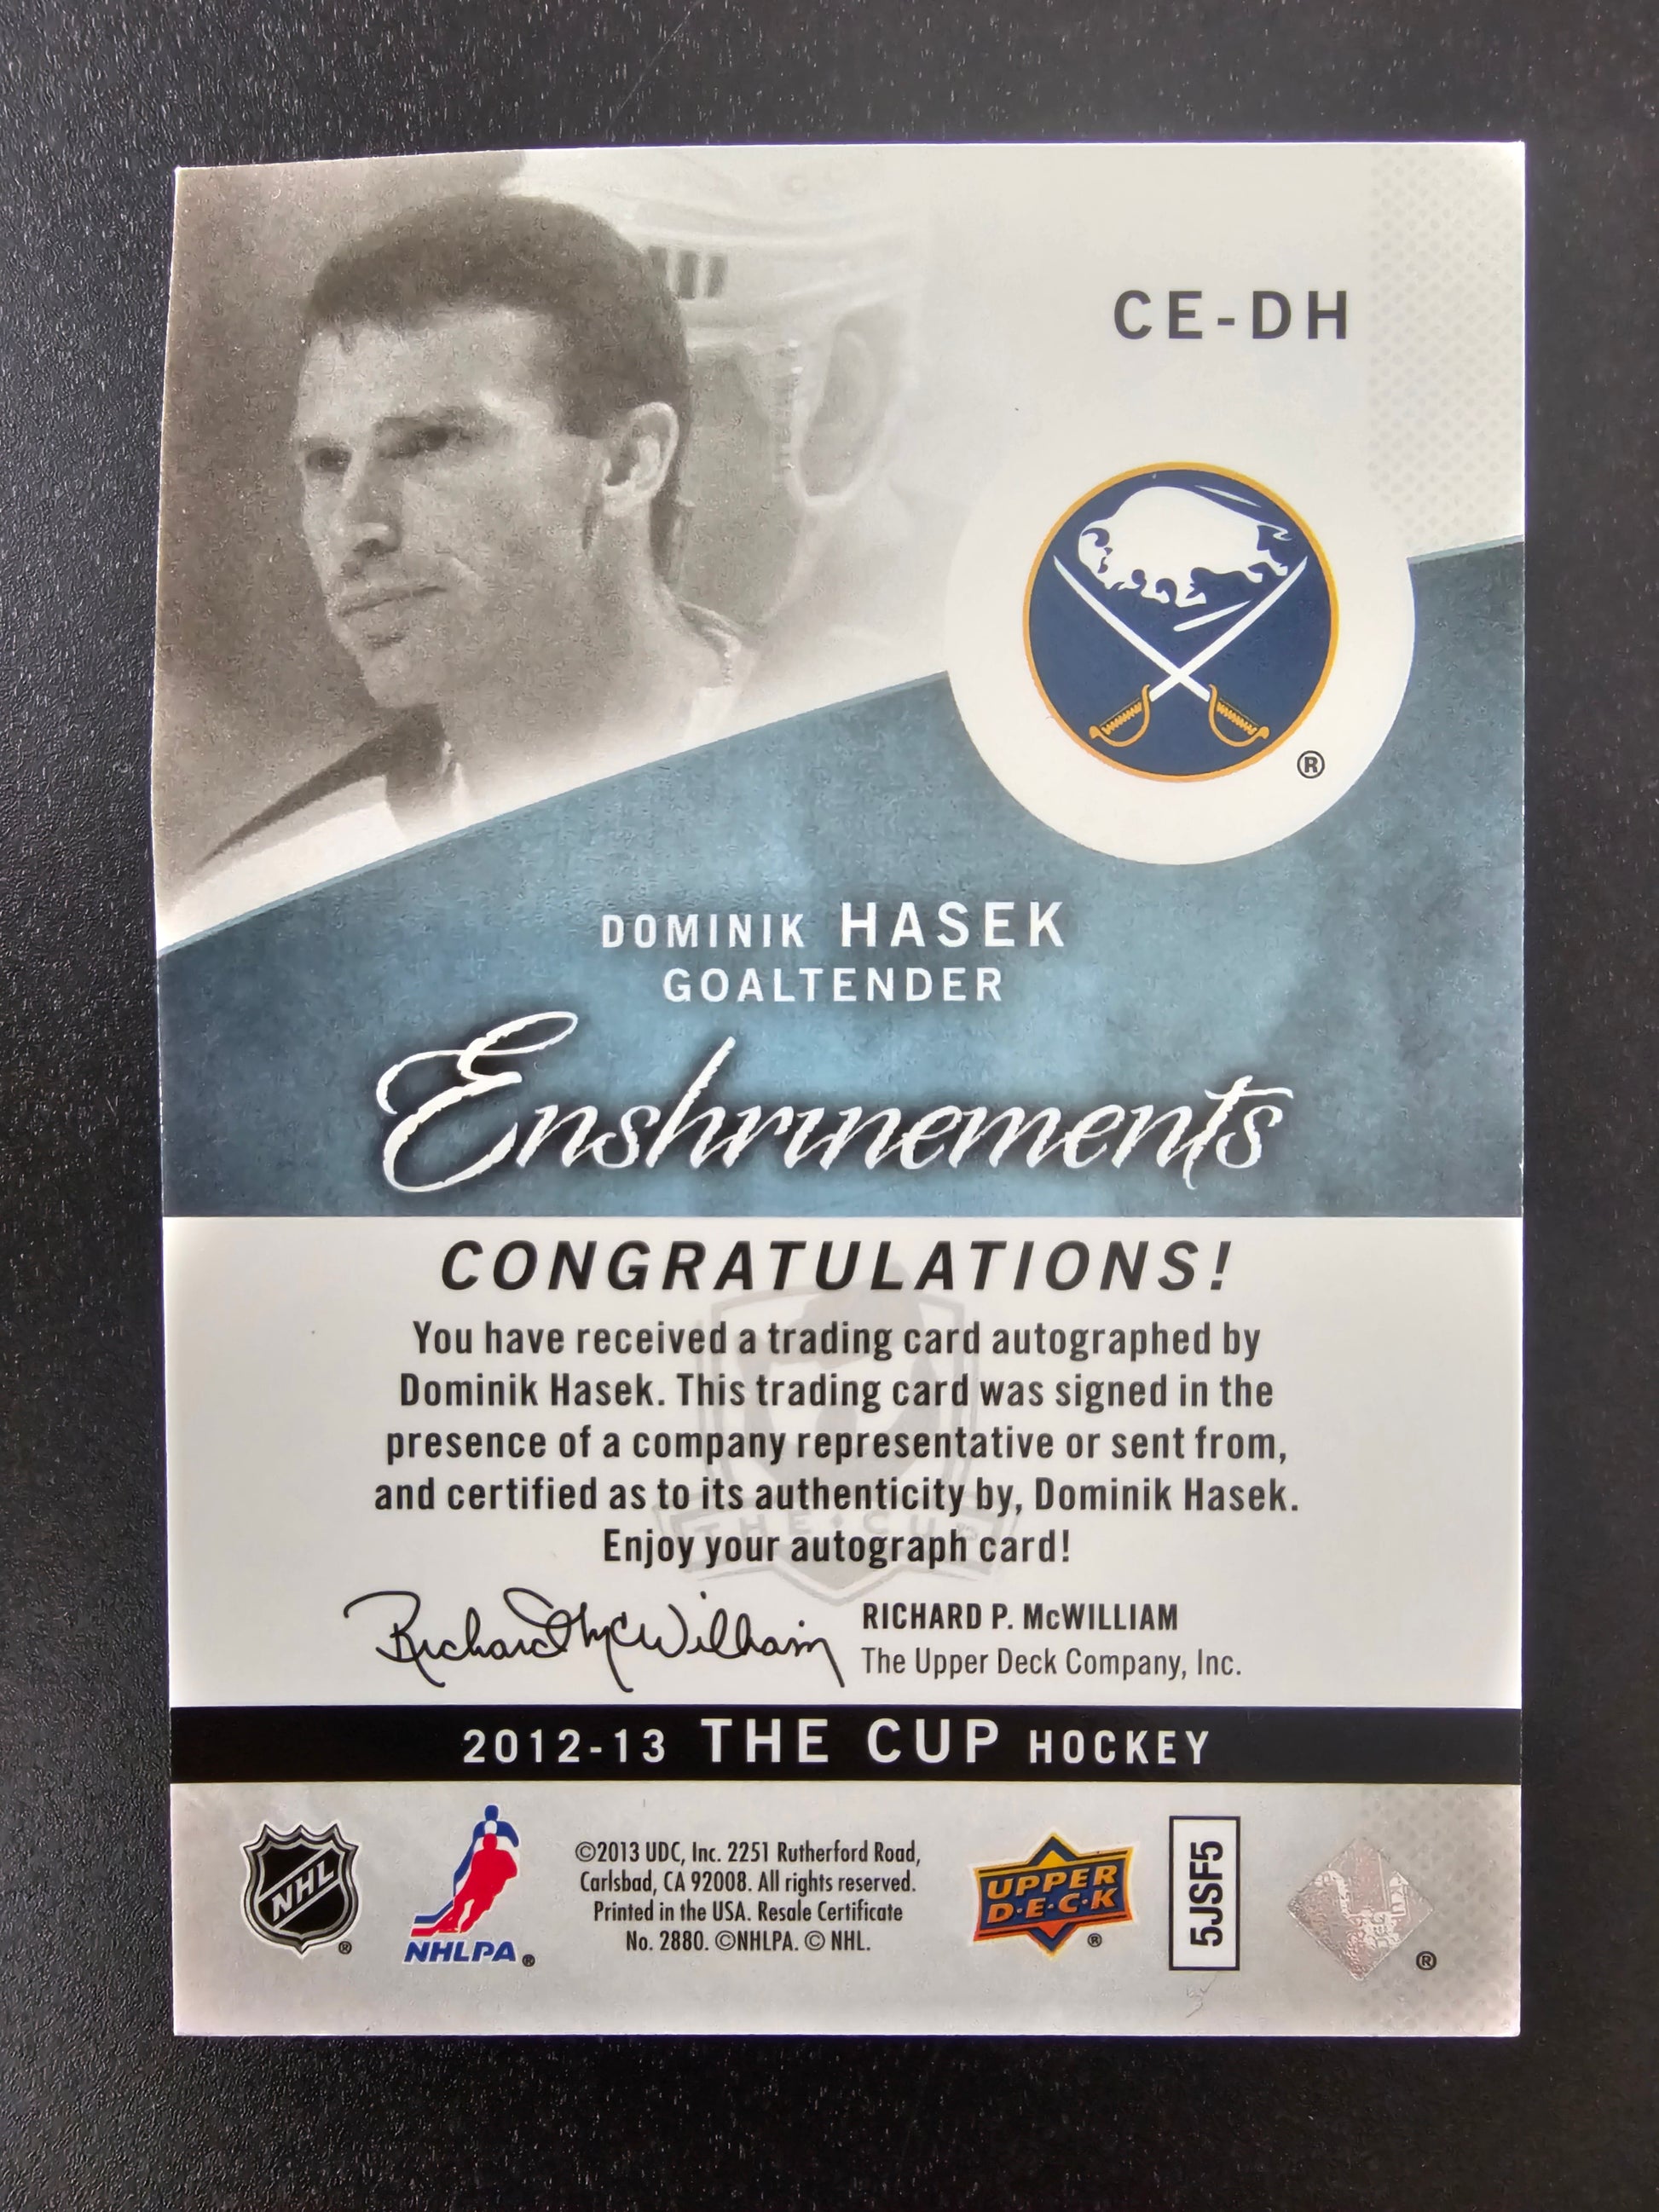 CE-DH
®
DOMINIK HASEK
GOALTENDER
Enshrinements
CONGRATULATIONS!
You have received a trading card autographed by
Dominik Hasek. This trading card was signed in the
presence of a company representative or sent from,
and certified as to its authenticity by, Dominik Hasek.
Enjoy your autograph card!
THE CUP
Richard McWilliam
RICHARD P. McWILLIAM
The Upper Deck Company, Inc.
2012-13 THE CUP HOCKEY
NHL ®
NHLPA ®
©2013 UDC, Inc. 2251 Rutherford Road,
Carlsbad, CA 92008. All rights reserved.
Printed in the USA. Resale Certificate
No. 2880. ©NHLPA. © NHL.
UPPER
D·E·C·K ®
5JSF5
®